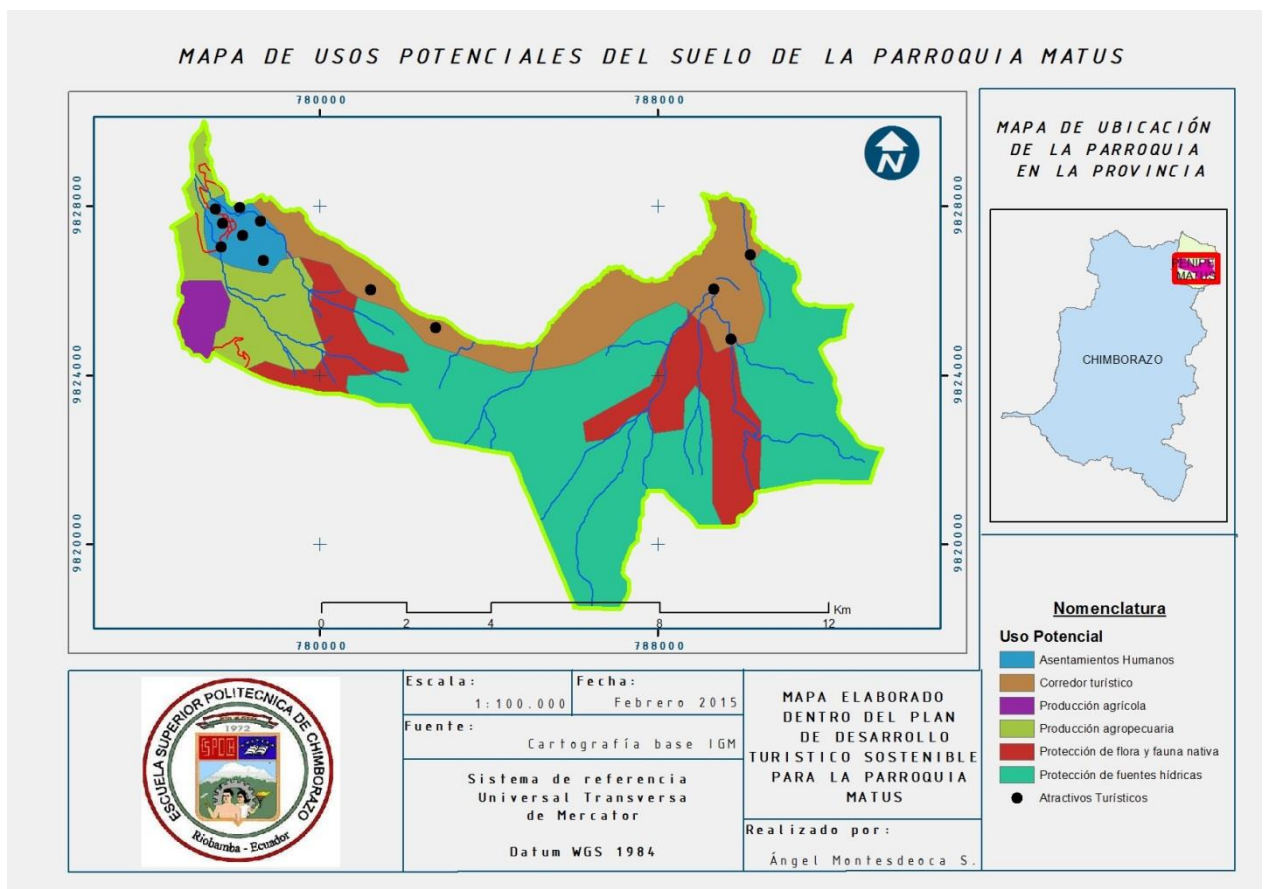 MAPA DE USOS POTENCIALES DEL SUELO DE LA PARROQUIA MATUS
780000
788000
9828000
9828000
9824000
9824000
9820000
9820000
N
Km
0
2
4
8
12
780000
788000
MAPA DE UBICACIÓN
DE LA PARROQUIA
EN LA PROVINCIA
PENIPE
MATUS
CHIMBORAZO
Nomenclatura
Uso Potencial
Asentamientos Humanos
Corredor turístico
Producción agrícola
Producción agropecuaria
Protección de flora y fauna nativa
Protección de fuentes hídricas
Atractivos Turísticos
ESCUELA SUPERIOR POLITECNICA DE CHIMBORAZO
1972
ESPOCH
Riobamba - Ecuador
Escala:
1:100.000
Fecha:
Febrero 2015
Fuente:
Cartografía base IGM
Sistema de referencia
Universal Transversa
de Mercator
Datum WGS 1984
MAPA ELABORADO
DENTRO DEL PLAN
DE DESARROLLO
TURISTICO SOSTENIBLE
PARA LA PARROQUIA
MATUS
Realizado por:
Ángel Montesdeoca S.